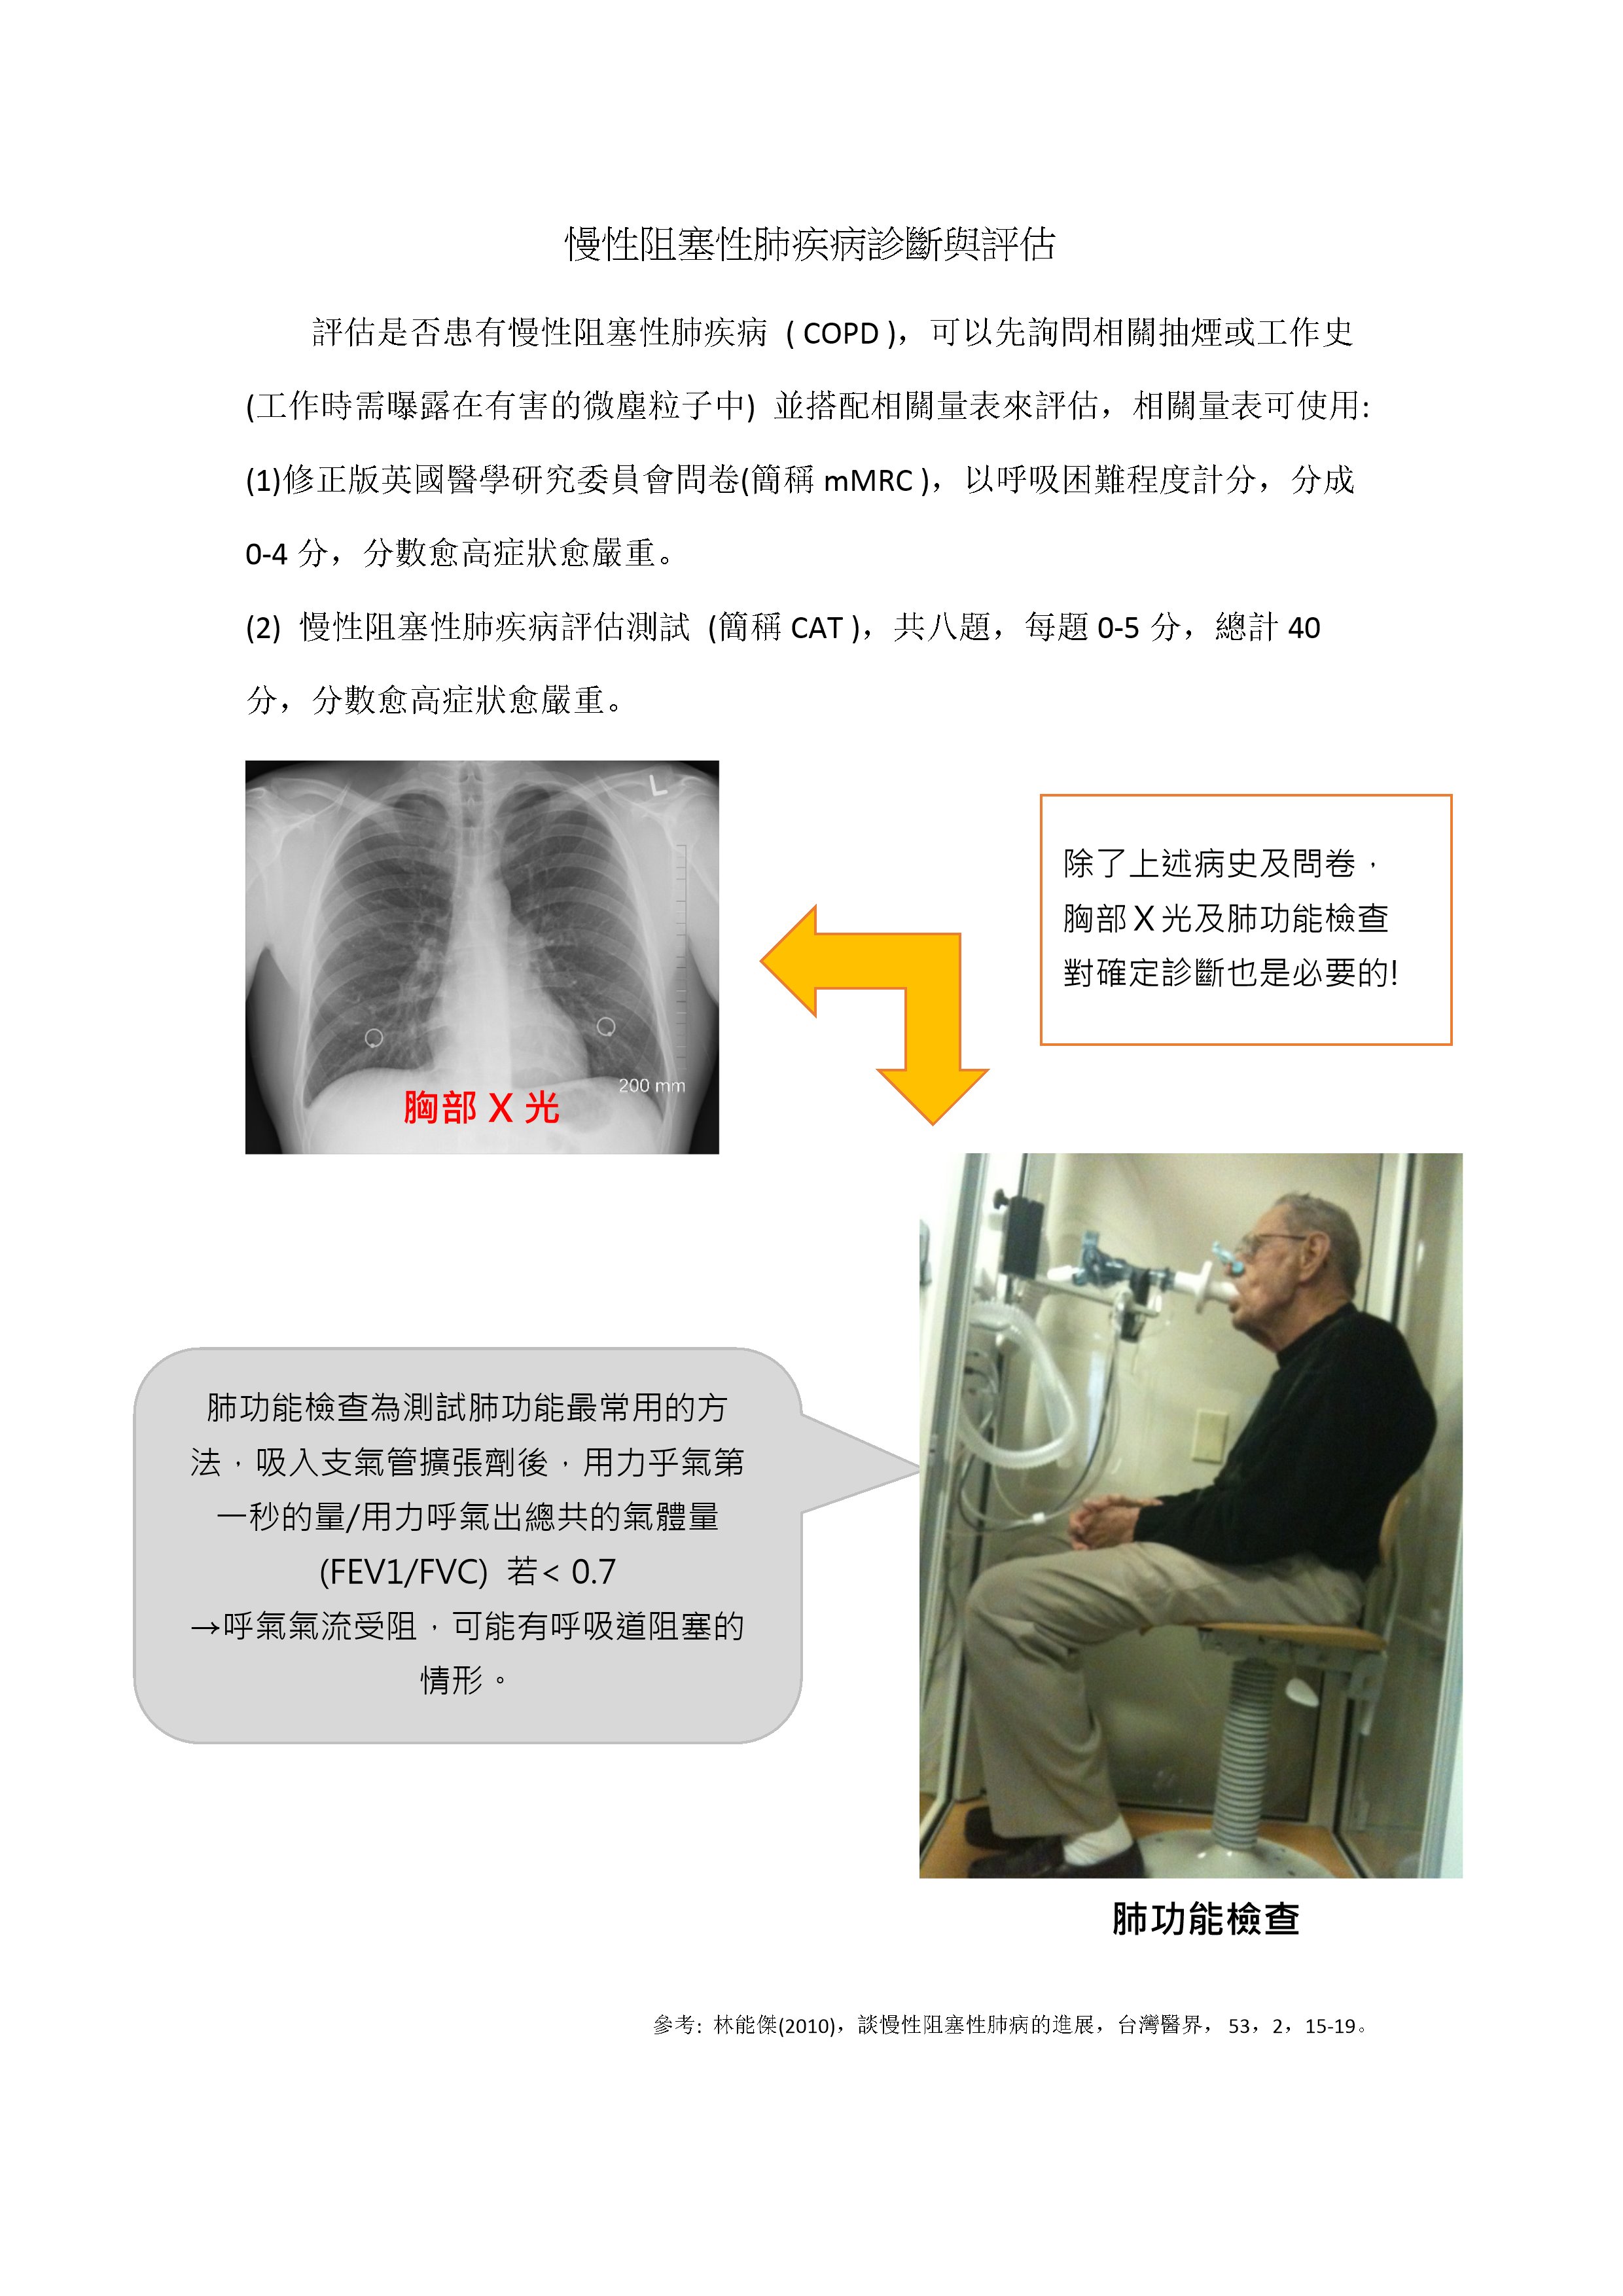 慢性阻塞性肺疾病診斷與評估
評估是否患有慢性阻塞性肺疾病 ( COPD )，可以先詢問相關抽煙或工作史
(工作時需曝露在有害的微塵粒子中) 並搭配相關量表來評估，相關量表可使用:
(1)修正版英國醫學研究委員會問卷(簡稱 mMRC )，以呼吸困難程度計分，分成
0-4 分，分數愈高症狀愈嚴重。
(2) 慢性阻塞性肺疾病評估測試 (簡稱 CAT )，共八題，每題 0-5 分，總計 40
分，分數愈高症狀愈嚴重。
L
200 mm
胸部 X 光
除了上述病史及問卷，
胸部 X 光及肺功能檢查
對確定診斷也是必要的!
肺功能檢查為測試肺功能最常用的方
法，吸入支氣管擴張劑後，用力乎氣第
一秒的量/用力呼氣出總共的氣體量
(FEV1/FVC) 若< 0.7
→呼氣氣流受阻，可能有呼吸道阻塞的
情形。
肺功能檢查
參考: 林能傑(2010)，談慢性阻塞性肺病的進展，台灣醫界， 53，2，15-19。